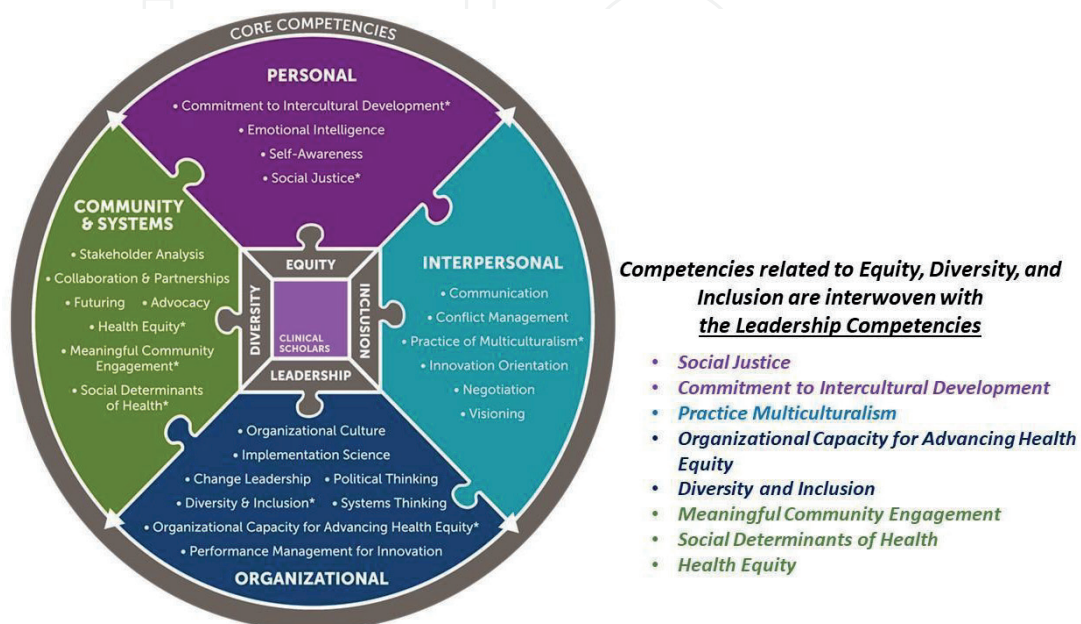 CORE COMPETENCIES
PERSONAL
• Commitment to Intercultural Development*
• Emotional Intelligence
• Self-Awareness
• Social Justice*
COMMUNITY
& SYSTEMS
• Stakeholder Analysis
• Collaboration & Partnerships
• Futuring • Advocacy
• Health Equity*
• Meaningful Community
Engagement*
• Social Determinants
of Health*
EQUITY
DIVERSITY
INCLUSION
CLINICAL
SCHOLARS
LEADERSHIP
INTERPERSONAL
• Communication
• Conflict Management
• Practice of Multiculturalism*
• Innovation Orientation
• Negotiation
• Visioning
• Organizational Culture
• Implementation Science
• Change Leadership • Political Thinking
• Diversity & Inclusion* • Systems Thinking
• Organizational Capacity for Advancing Health Equity*
• Performance Management for Innovation
ORGANIZATIONAL
Competencies related to Equity, Diversity, and
Inclusion are interwoven with
the Leadership Competencies
• Social Justice
• Commitment to Intercultural Development
• Practice Multiculturalism
• Organizational Capacity for Advancing Health
Equity
• Diversity and Inclusion
• Meaningful Community Engagement
• Social Determinants of Health
• Health Equity